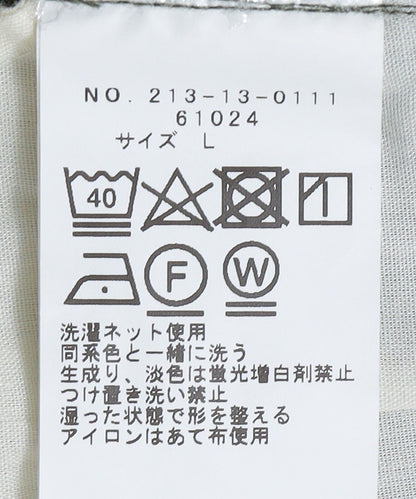 NO. 213-13-0111
61024
サイズ L
40
F W
洗濯ネット使用
同系色と一緒に洗う
生成り、淡色は蛍光増白剤禁止
つけ置き洗い禁止
湿った状態で形を整える
アイロンはあて布使用